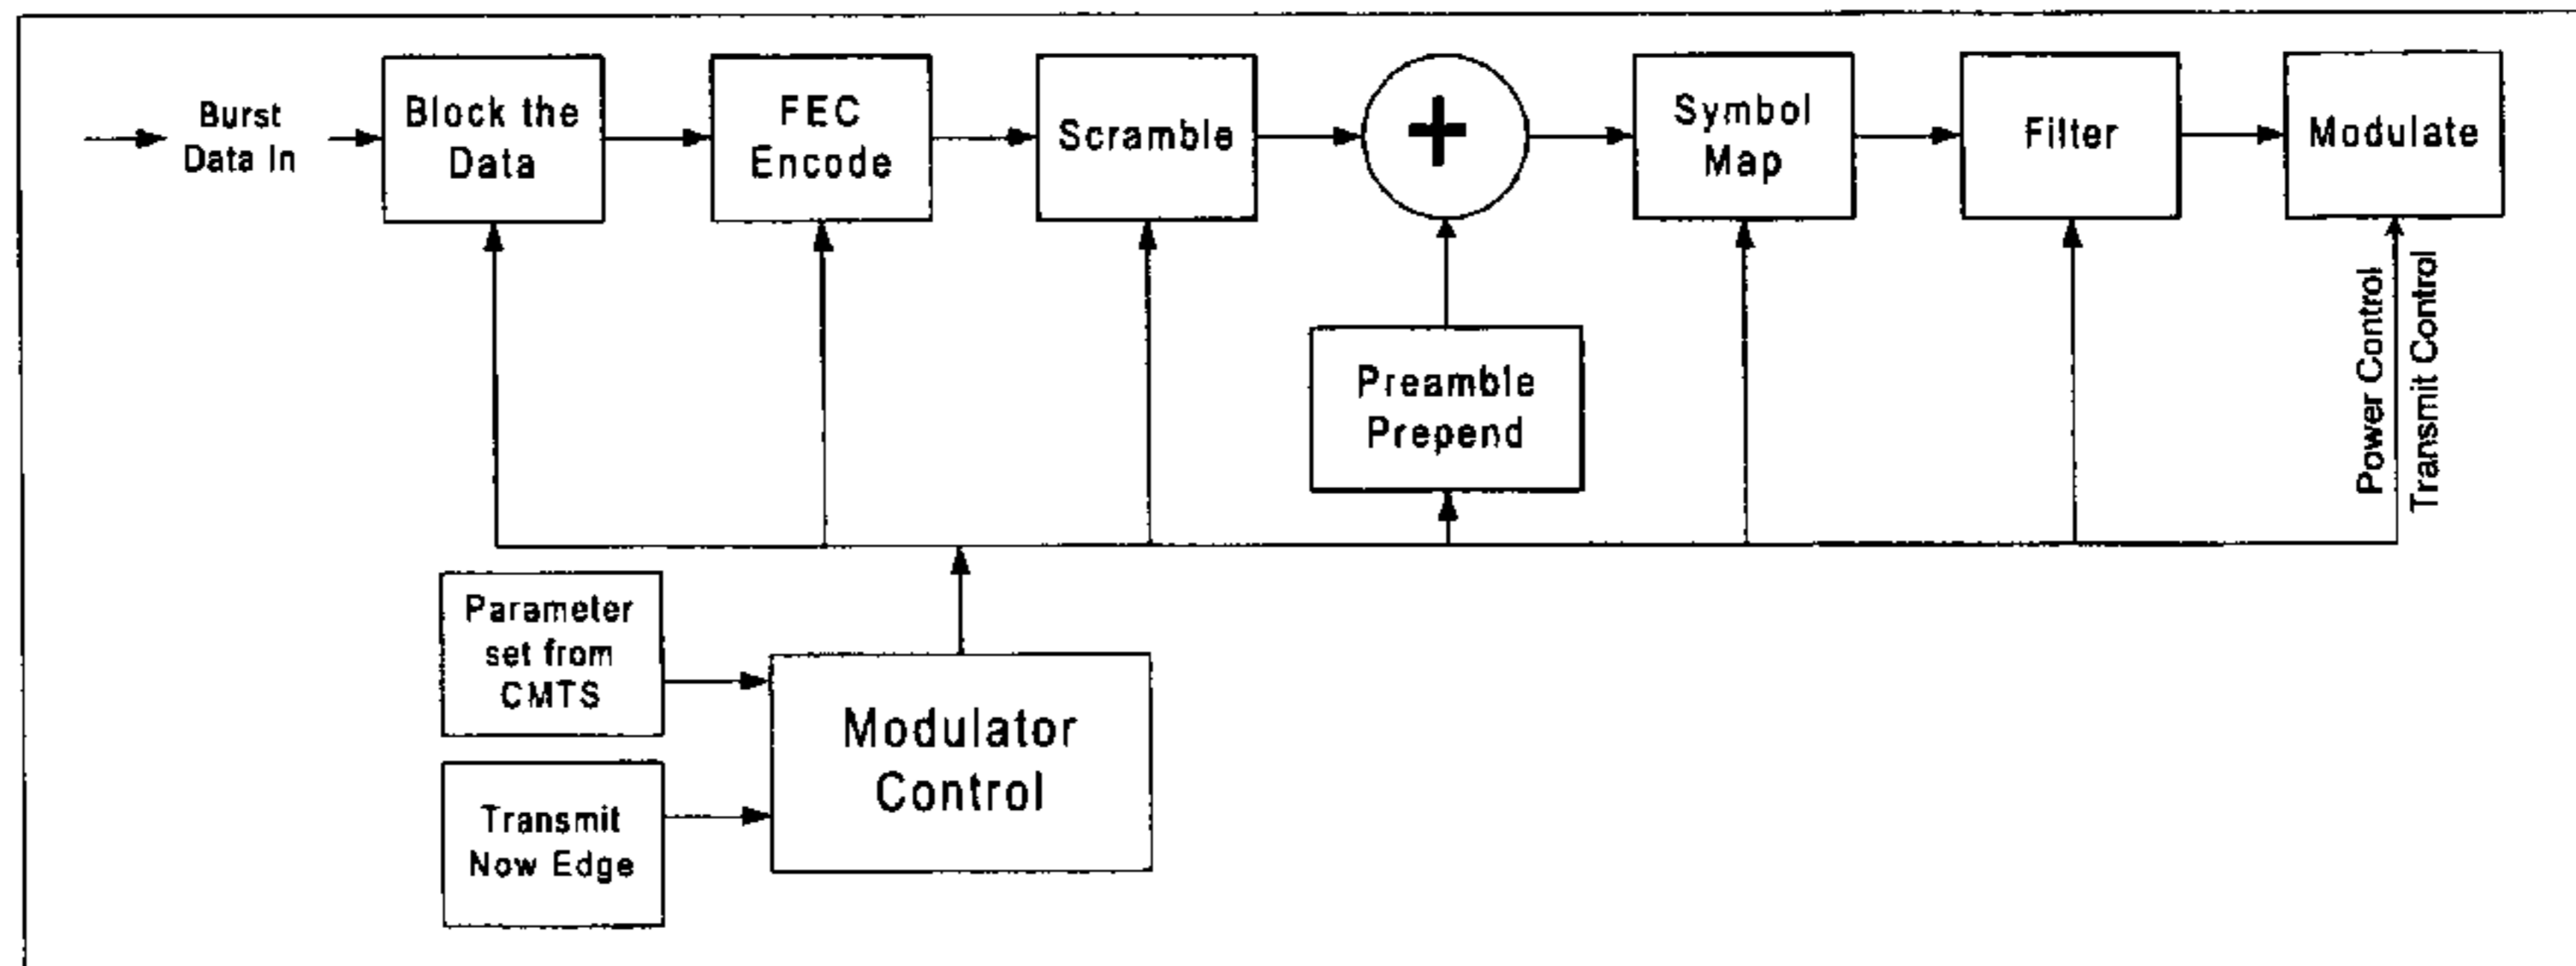 Burst
Data In
Block the
Data
FEC
Encode
Scramble
+
Symbol
Map
Filter
Modulate
Preamble
Prepend
Power Control
Transmit Control
Parameter
set from
CMTS
Transmit
Now Edge
Modulator
Control